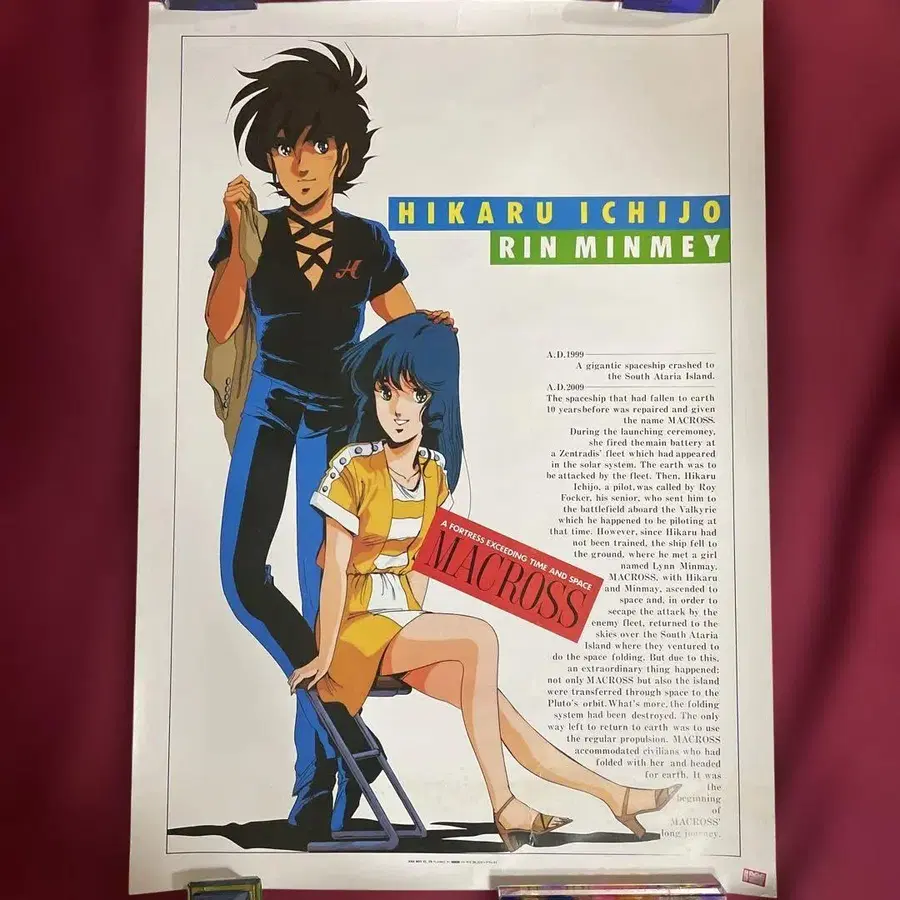 HIKARU ICHIJO
RIN MINMEY
H
A.D.1999
A gigantic spaceship crashed to
the South Ataria Island.
A.D.2009
The spaceship that had fallen to earth
10 yearsbefore was repaired and given
the name MACROSS.
During the launching ceremoney,
she fired the main battery at
a Zentradis' fleet which had appeared
in the solar system. The earth was to
be attacked by the fleet. Then, Hikaru
Ichijo, a pilot, was called by Roy
Focker, his senior, who sent him to
the battlefield aboard the Valkyrie
which he happened to be piloting at
that time. However, since Hikaru had
not been trained, the ship fell to
the ground, where he met a girl
named Lynn Minmay.
MACROSS, with Hikaru
and Minmay, ascended to
space and, in order to
secape the attack by the
enemy fleet, returned to the
skies over the South Ataria
Island where they ventured to
do the space folding. But due to this,
an extraordinary thing happened:
not only MACROSS but also the island
were transferred through space to the
Pluto's orbit. What's more, the folding
system had been destroyed. The only
way left to return to earth was to use
the regular propulsion. MACROSS
accommodated civilians who had
folded with her and headed
for earth. It was
the
beginning
of
MACROSS'
long journey.
A FORTRESS EXCEEDING TIME AND SPACE
MACROSS